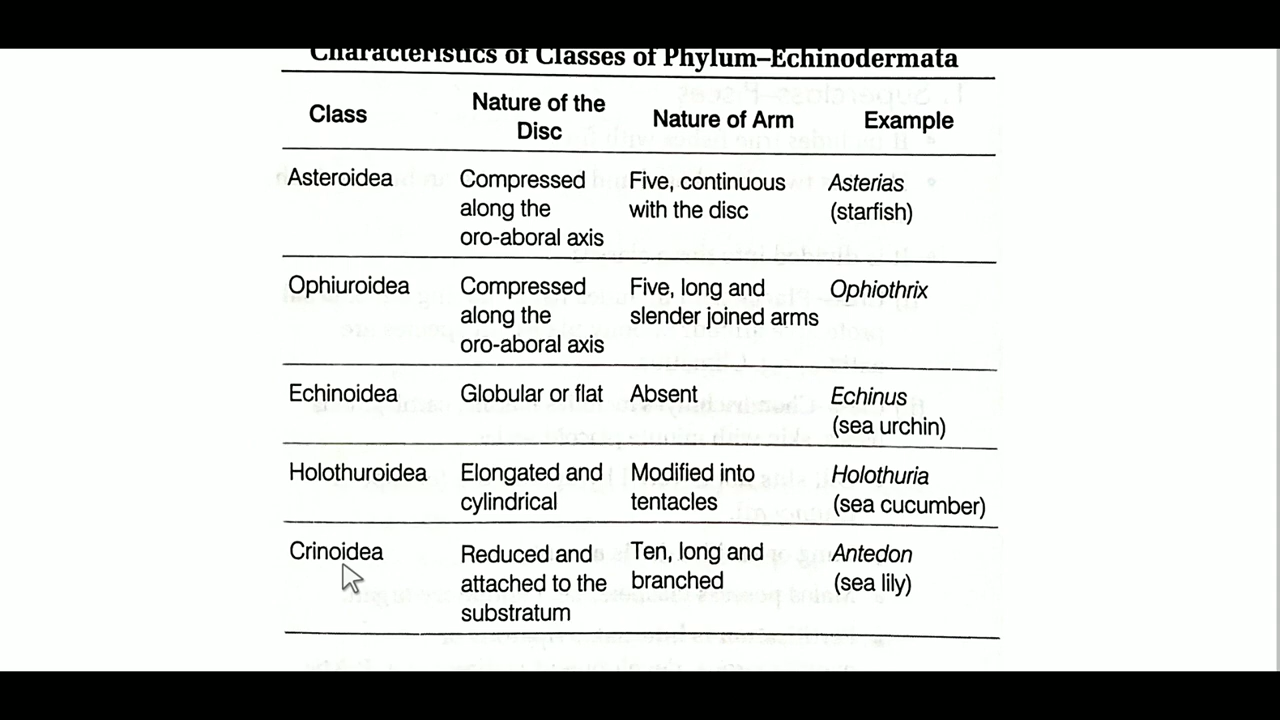 Characteristics of Classes of Phylum–Echinodermata
Class
Nature of the
Disc
Nature of Arm
Example
Asteroidea
Compressed
along the
oro-aboral axis
Five, continuous
with the disc
Asterias
(starfish)
Ophiuroidea
Compressed
along the
oro-aboral axis
Five, long and
slender joined arms
Ophiothrix
Echinoidea
Globular or flat
Absent
Echinus
(sea urchin)
Holothuroidea
Elongated and
cylindrical
Modified into
tentacles
Holothuria
(sea cucumber)
Crinoidea
Reduced and
attached to the
substratum
Ten, long and
branched
Antedon
(sea lily)